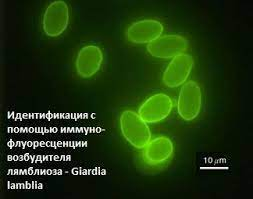 Идентификация с
помощью иммуно-
флуоресценции
возбудителя
лямблиоза - Giardia
lamblia
10 µm